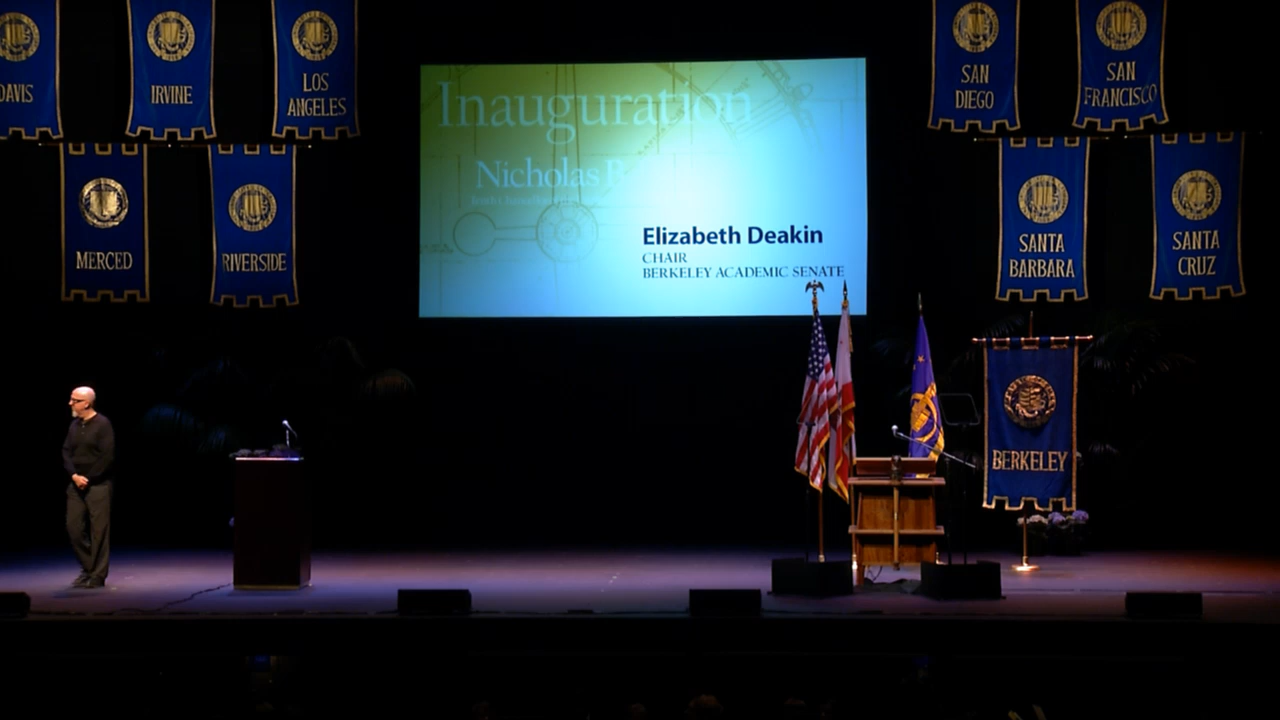 DAVIS
IRVINE
LOS
ANGELES
SAN
DIEGO
SAN
FRANCISCO
MERCED
RIVERSIDE
SANTA
BARBARA
SANTA
CRUZ
Inauguration
Nicholas
Elizabeth Deakin
CHAIR
BERKELEY ACADEMIC SENATE
BERKELEY